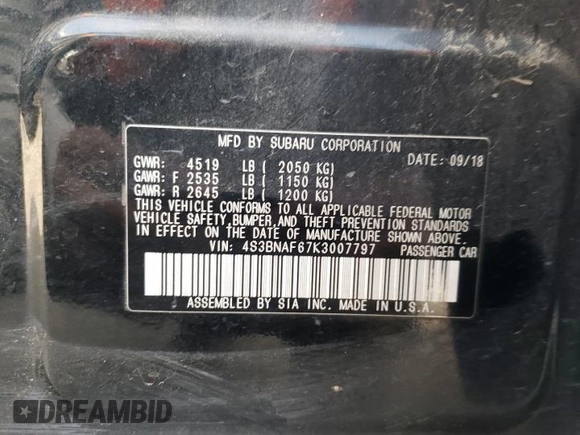 MFD BY SUBARU CORPORATION
GVWR: 4519 LB ( 2050 KG) DATE: 09/18
GAWR: F 2535 LB ( 1150 KG)
GAWR: R 2645 LB ( 1200 KG)
THIS VEHICLE CONFORMS TO ALL APPLICABLE FEDERAL MOTOR
VEHICLE SAFETY, BUMPER, AND THEFT PREVENTION STANDARDS
IN EFFECT ON THE DATE OF MANUFACTURE SHOWN ABOVE.
VIN: 4S3BNAF67K3007797 PASSENGER CAR
ASSEMBLED BY SIA INC. MADE IN U.S.A.
DREAMBID